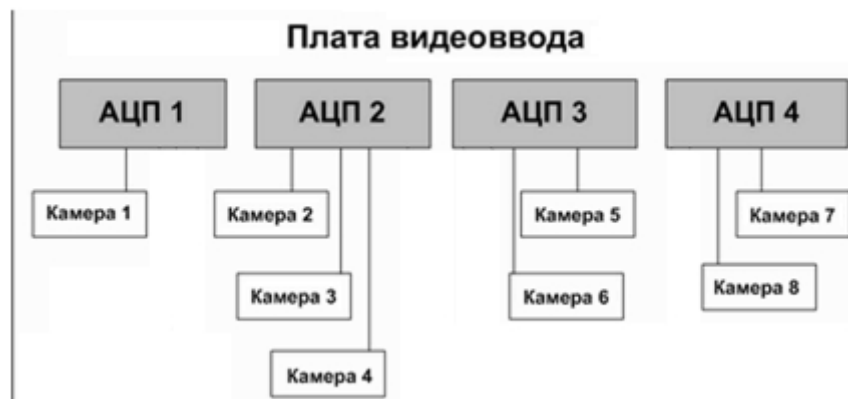 Плата видеоввода
АЦП 1
АЦП 2
АЦП 3
АЦП 4
Камера 1
Камера 2
Камера 5
Камера 7
Камера 3
Камера 6
Камера 8
Камера 4